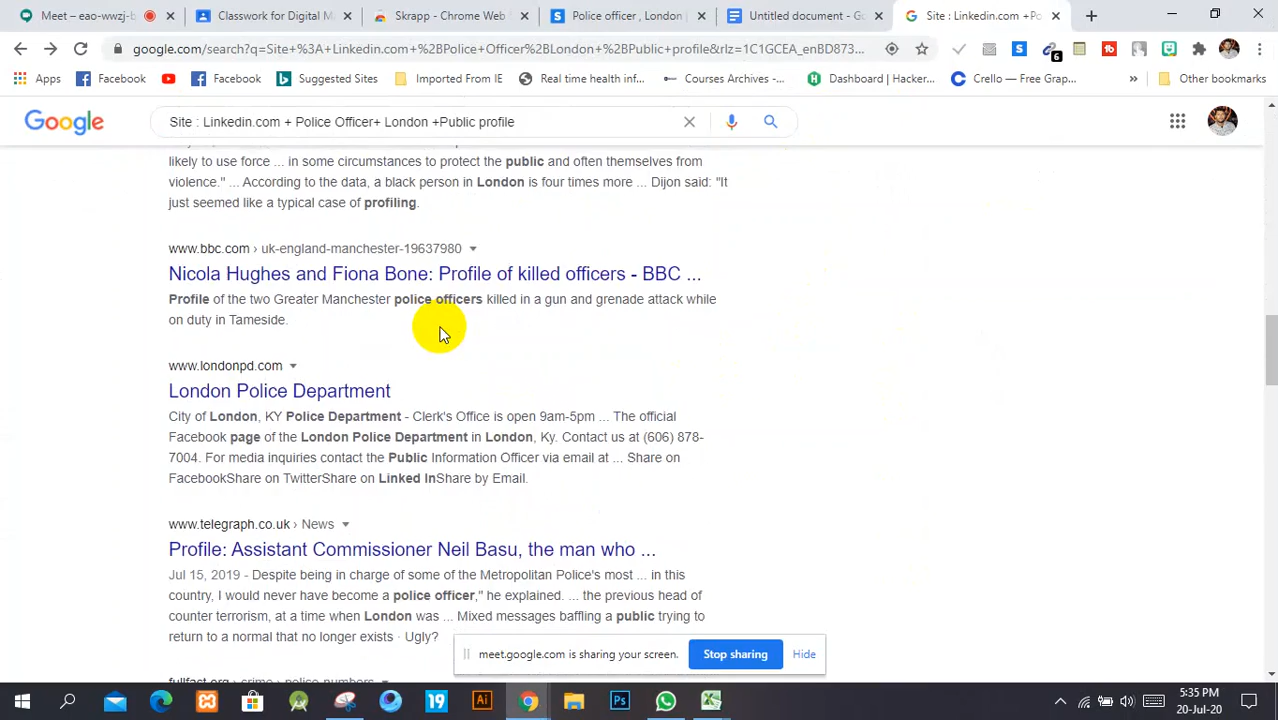 Meet – eao-wwzj-b
Classwork for Digital M
Skrapp - Chrome Web
Police officer, London |
Untitled document - Go
Site : Linkedin.com +Po
google.com/search?q=Site+%3A+Linkedin.com+%2BPolice+Officer%2BLondon+%2BPublic+profile&rlz=1C1GCEA_enBD873...
6
Apps
Facebook
Facebook
Suggested Sites
Imported From IE
Real time health inf...
Courses Archives -...
Dashboard | Hacker...
Crello — Free Grap...
»
Other bookmarks
Google
Site : Linkedin.com + Police Officer+ London +Public profile
likely to use force ... in some circumstances to protect the public and often themselves from
violence." ... According to the data, a black person in London is four times more ... Dijon said: "It
just seemed like a typical case of profiling.
www.bbc.com › uk-england-manchester-19637980
Nicola Hughes and Fiona Bone: Profile of killed officers - BBC ...
Profile of the two Greater Manchester police officers killed in a gun and grenade attack while
on duty in Tameside.
www.londonpd.com
London Police Department
City of London, KY Police Department - Clerk's Office is open 9am-5pm ... The official
Facebook page of the London Police Department in London, Ky. Contact us at (606) 878-
7004. For media inquiries contact the Public Information Officer via email at ... Share on
FacebookShare on TwitterShare on Linked InShare by Email.
www.telegraph.co.uk › News
Profile: Assistant Commissioner Neil Basu, the man who ...
Jul 15, 2019 - Despite being in charge of some of the Metropolitan Police's most ... in this
country, I would never have become a police officer," he explained. ... the previous head of
counter terrorism, at a time when London was ... Mixed messages baffling a public trying to
return to a normal that no longer exists · Ugly?
fullfact.org › crime › police-numbers
meet.google.com is sharing your screen.
Stop sharing
Hide
19
Ai
Ps
5:35 PM
20-Jul-20